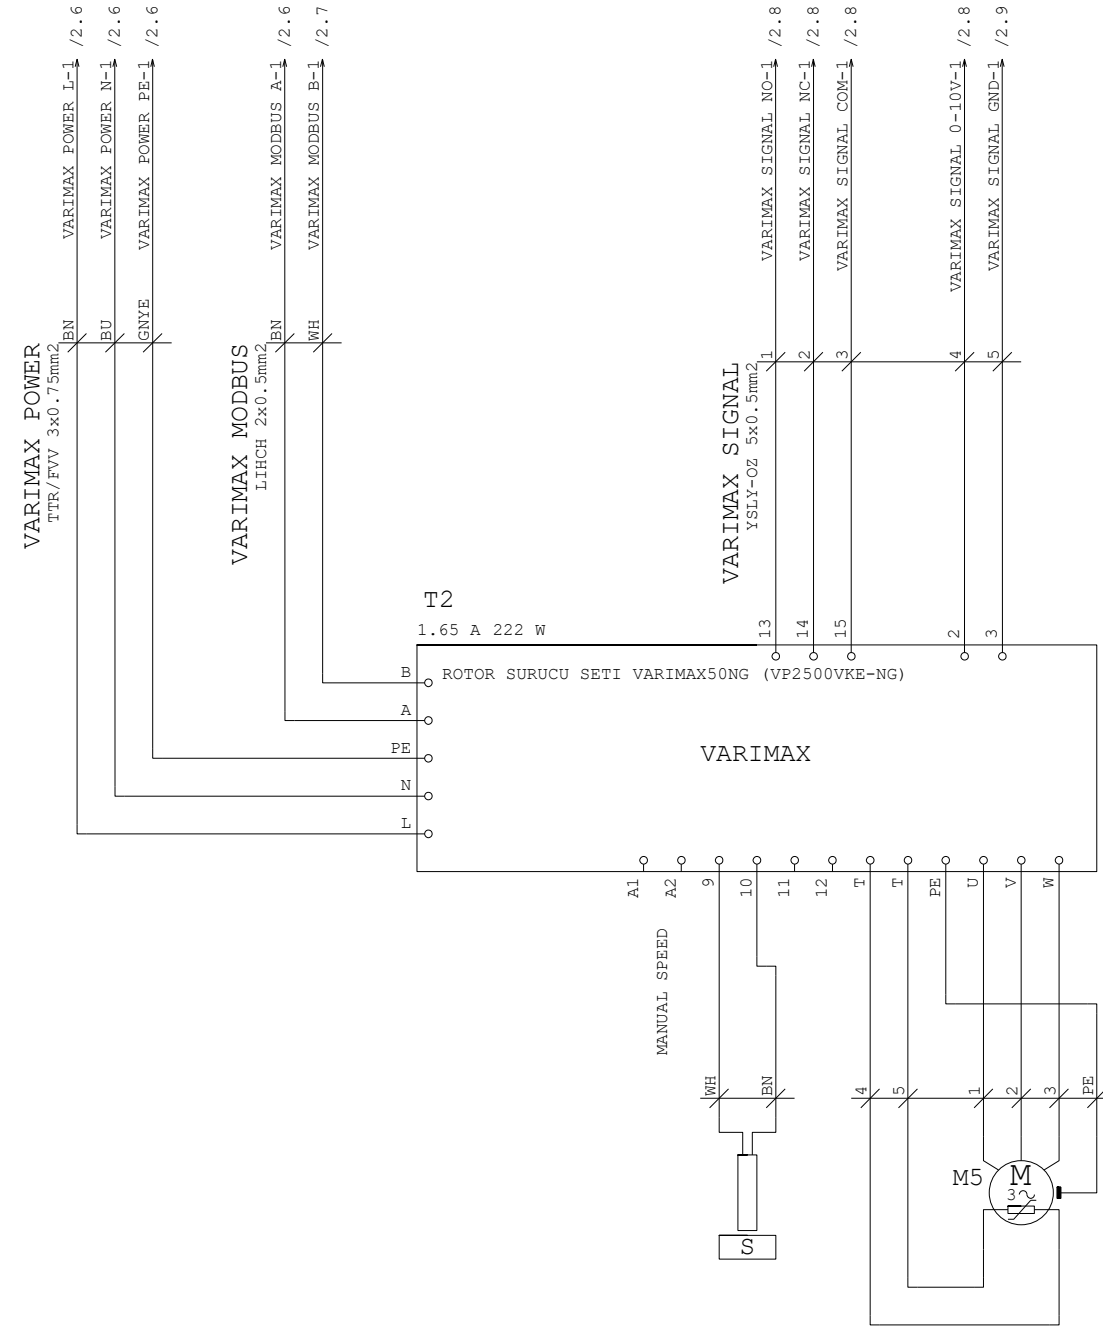 /2.6
/2.6
/2.6
/2.6
/2.7
/2.8
/2.8
/2.8
/2.8
/2.9
VARIMAX POWER L-1
VARIMAX POWER N-1
VARIMAX POWER PE-1
VARIMAX MODBUS A-1
VARIMAX MODBUS B-1
VARIMAX SIGNAL NO-1
VARIMAX SIGNAL NC-1
VARIMAX SIGNAL COM-1
VARIMAX SIGNAL 0-10V-1
VARIMAX SIGNAL GND-1
BN
BU
GNYE
BN
WH
1
2
3
4
5
VARIMAX POWER
TTR/FVV 3x0.75mm2
VARIMAX MODBUS
LIHCH 2x0.5mm2
VARIMAX SIGNAL
YSLY-OZ 5x0.5mm2
T2
1.65 A 222 W
13
14
15
2
3
B
ROTOR SURUCU SETI VARIMAX50NG (VP2500VKE-NG)
A
PE
VARIMAX
N
L
A1
A2
9
10
11
12
T
T
PE
U
V
W
MANUAL SPEED
WH
BN
4
5
1
2
3
PE
M5
M
3~
S